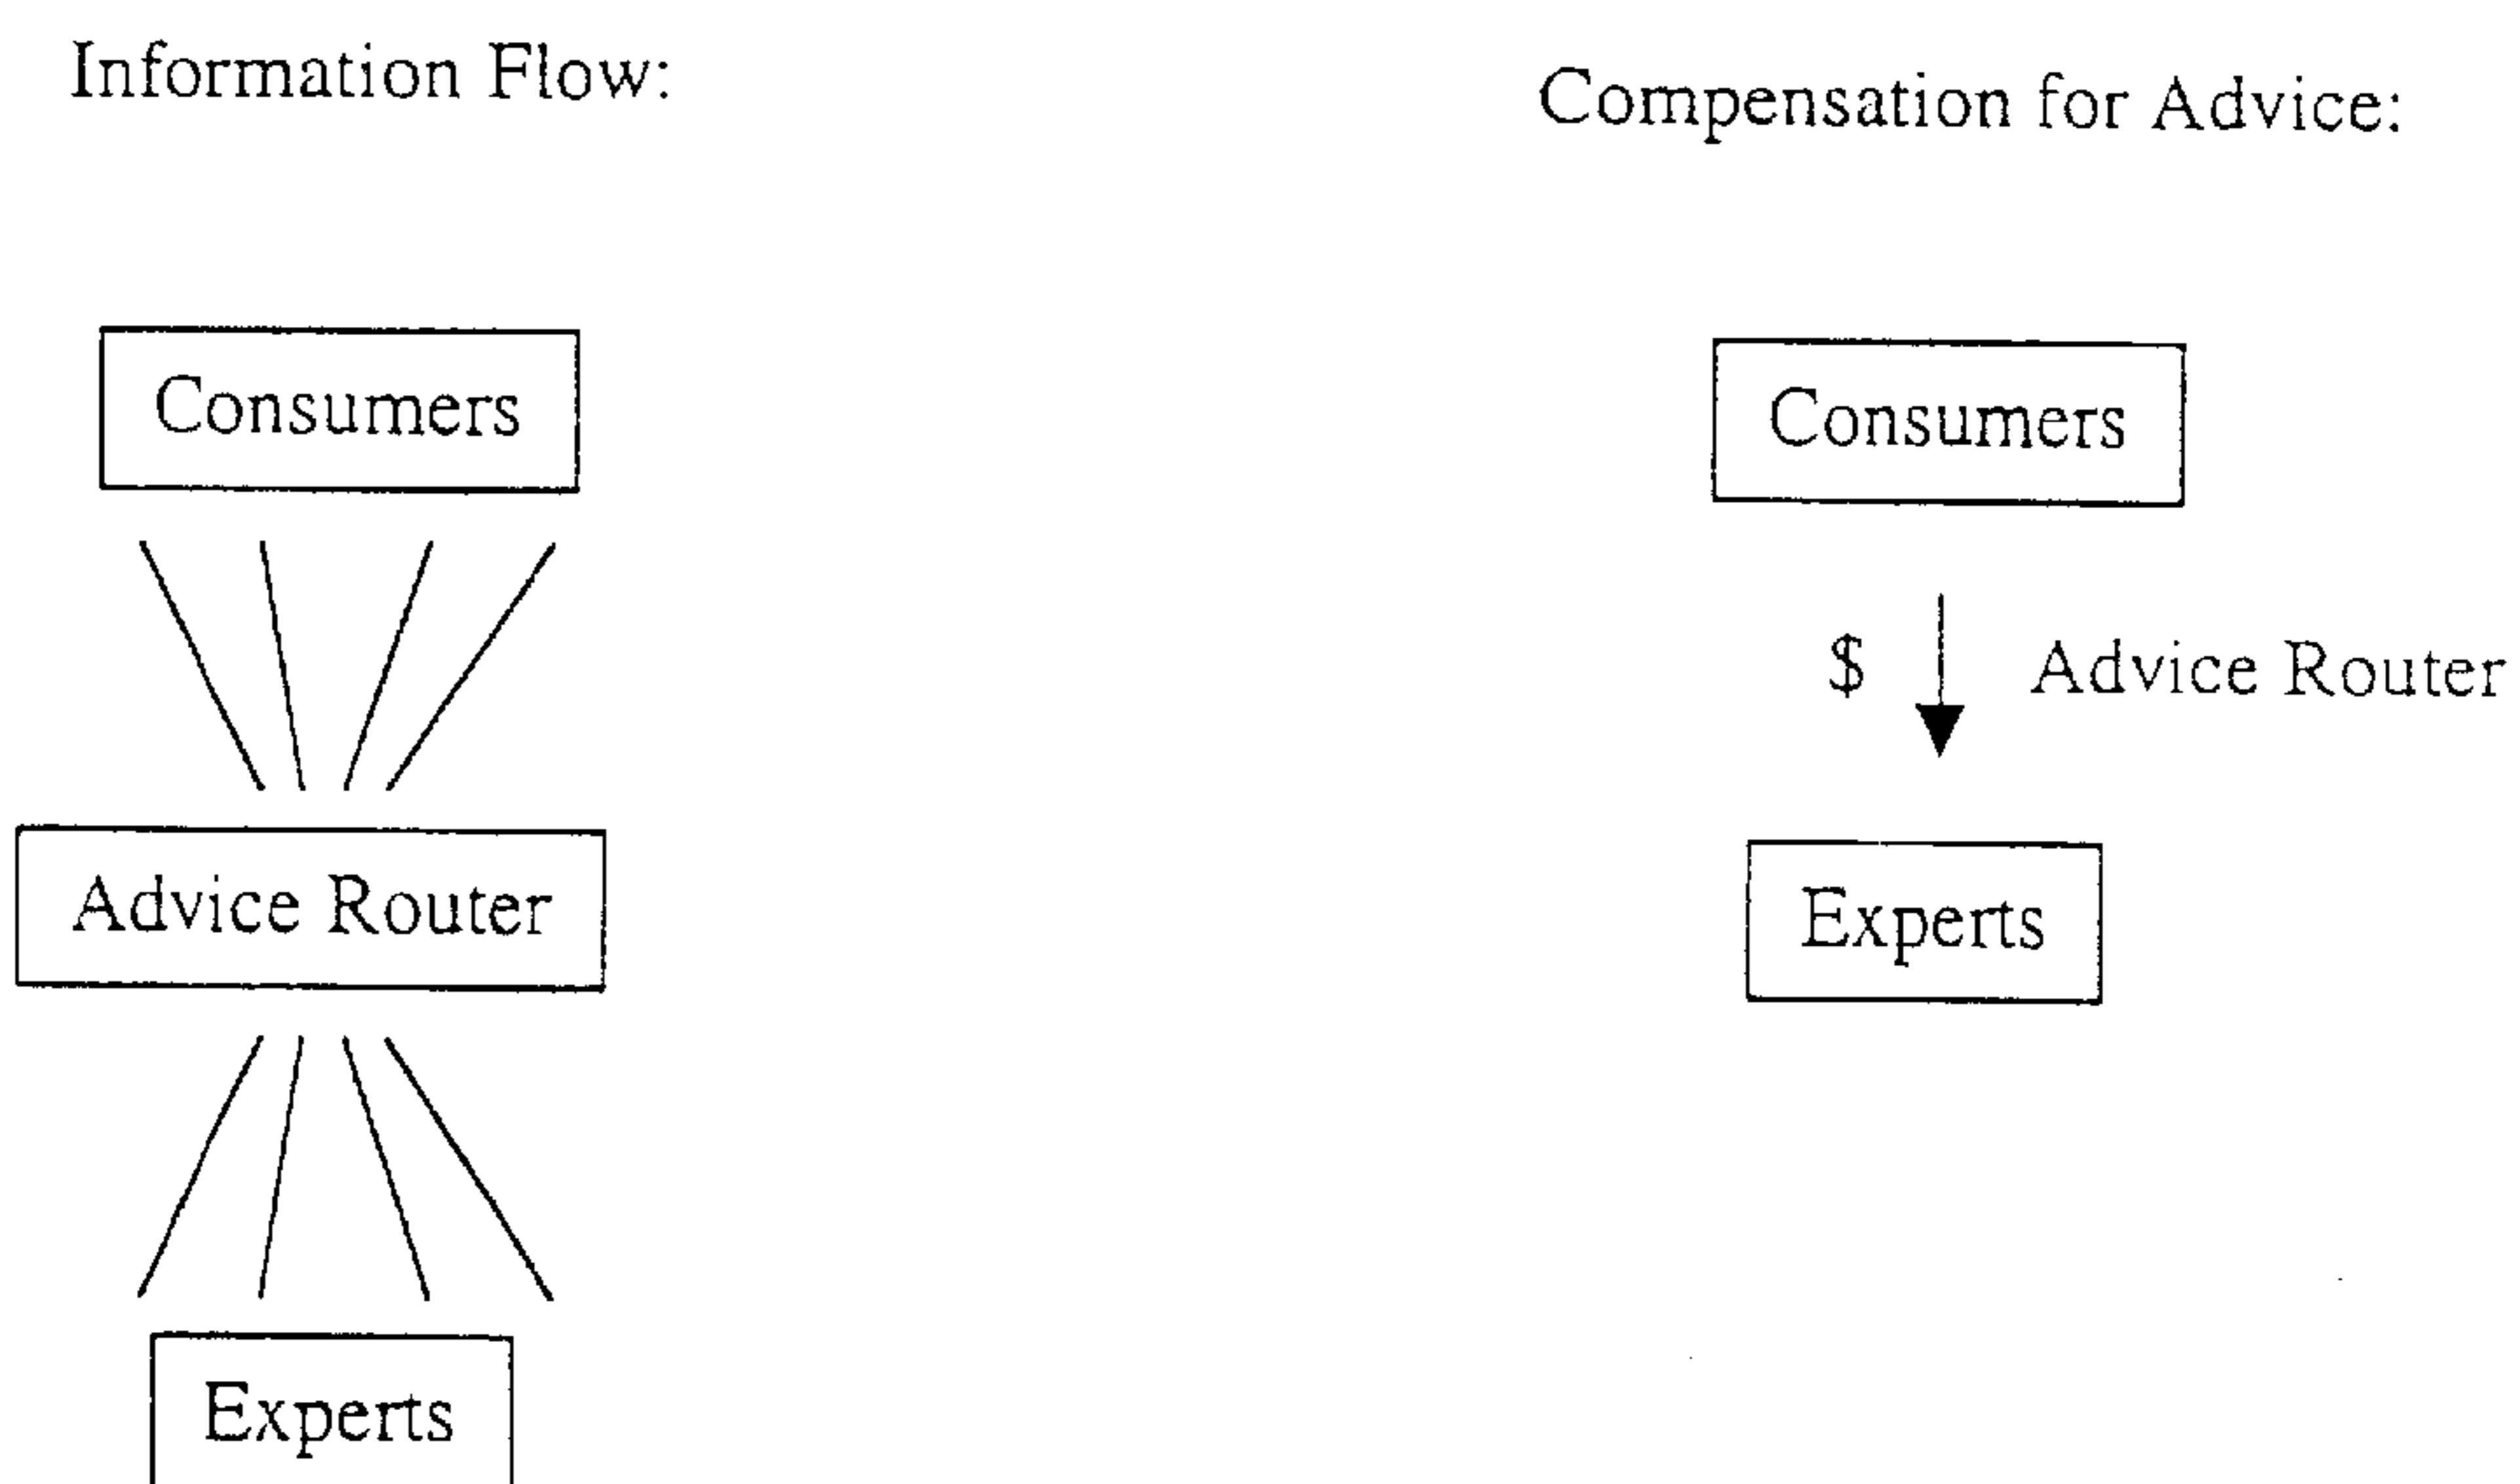 Information Flow:
Consumers
Advice Router
Experts
Compensation for Advice:
Consumers
$ Advice Router
Experts